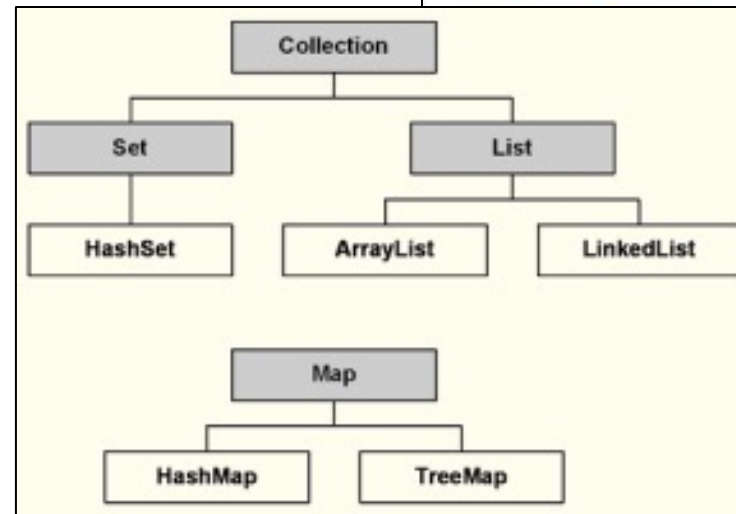 Collection
Set List
HashSet ArrayList LinkedList
Map
HashMap TreeMap